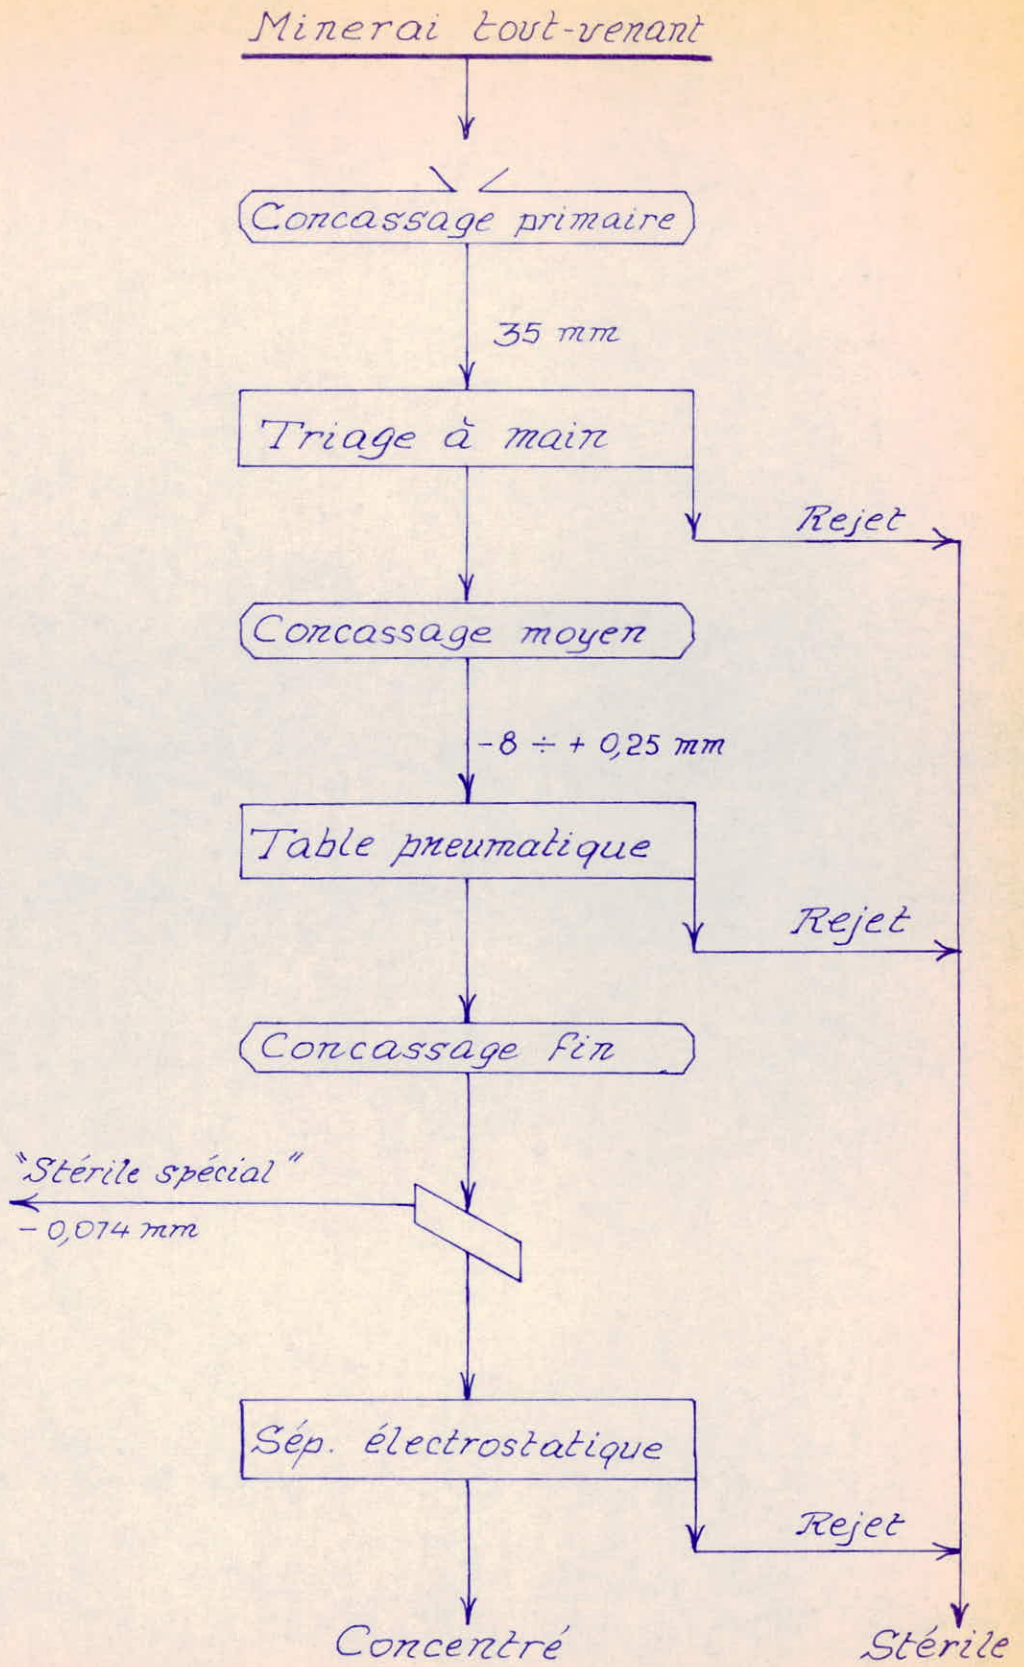 Minerai tout-venant
Concassage primaire
35 mm
Triage à main
Rejet
Concassage moyen
-8 ÷ + 0,25 mm
Table pneumatique
Rejet
Concassage fin
"Stérile spécial"
- 0,074 mm
Sép. électrostatique
Rejet
Concentré
Stérile